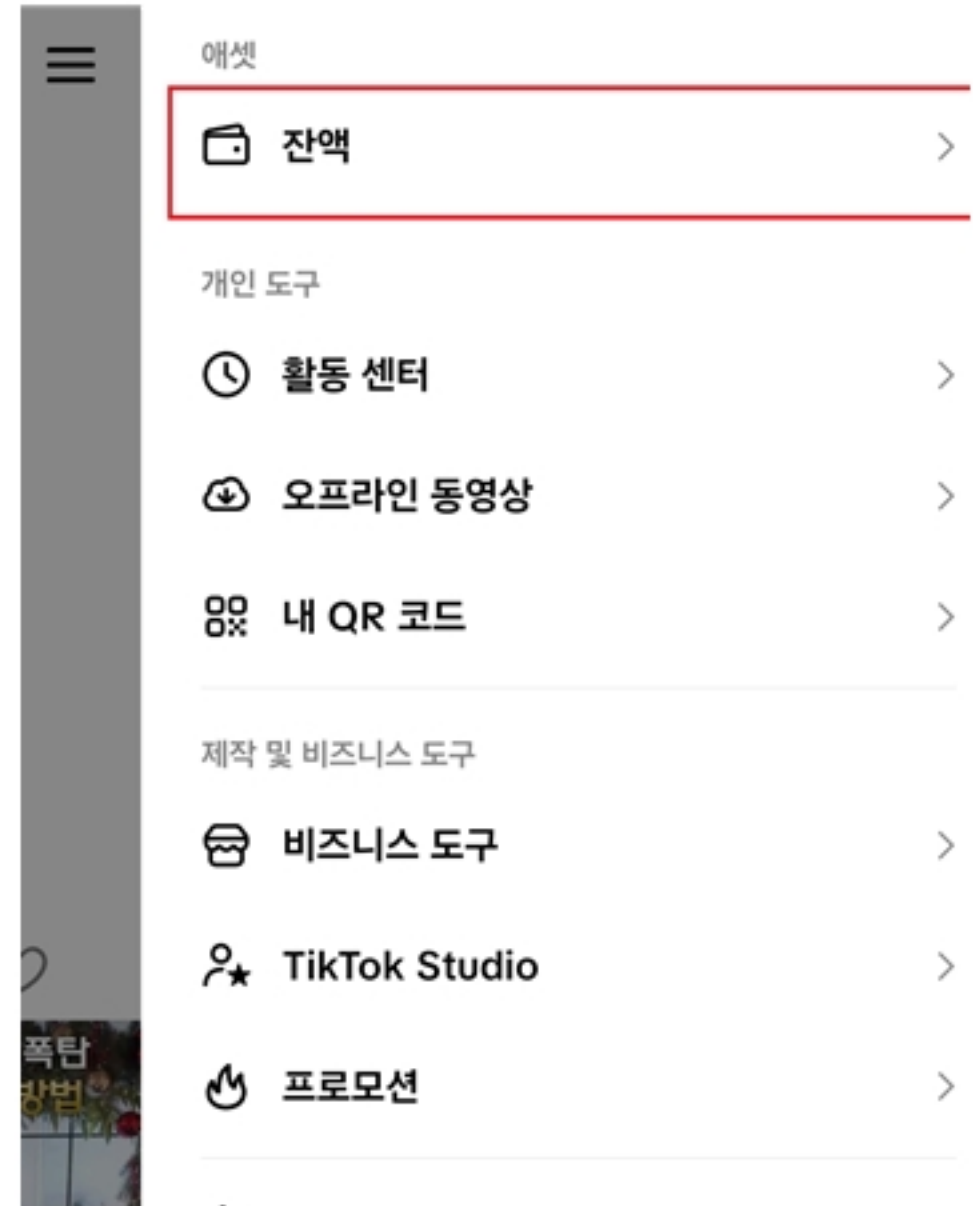 애셋
잔액
개인 도구
활동 센터
오프라인 동영상
내 QR 코드
제작 및 비즈니스 도구
비즈니스 도구
TikTok Studio
폭탄
방법
프로모션